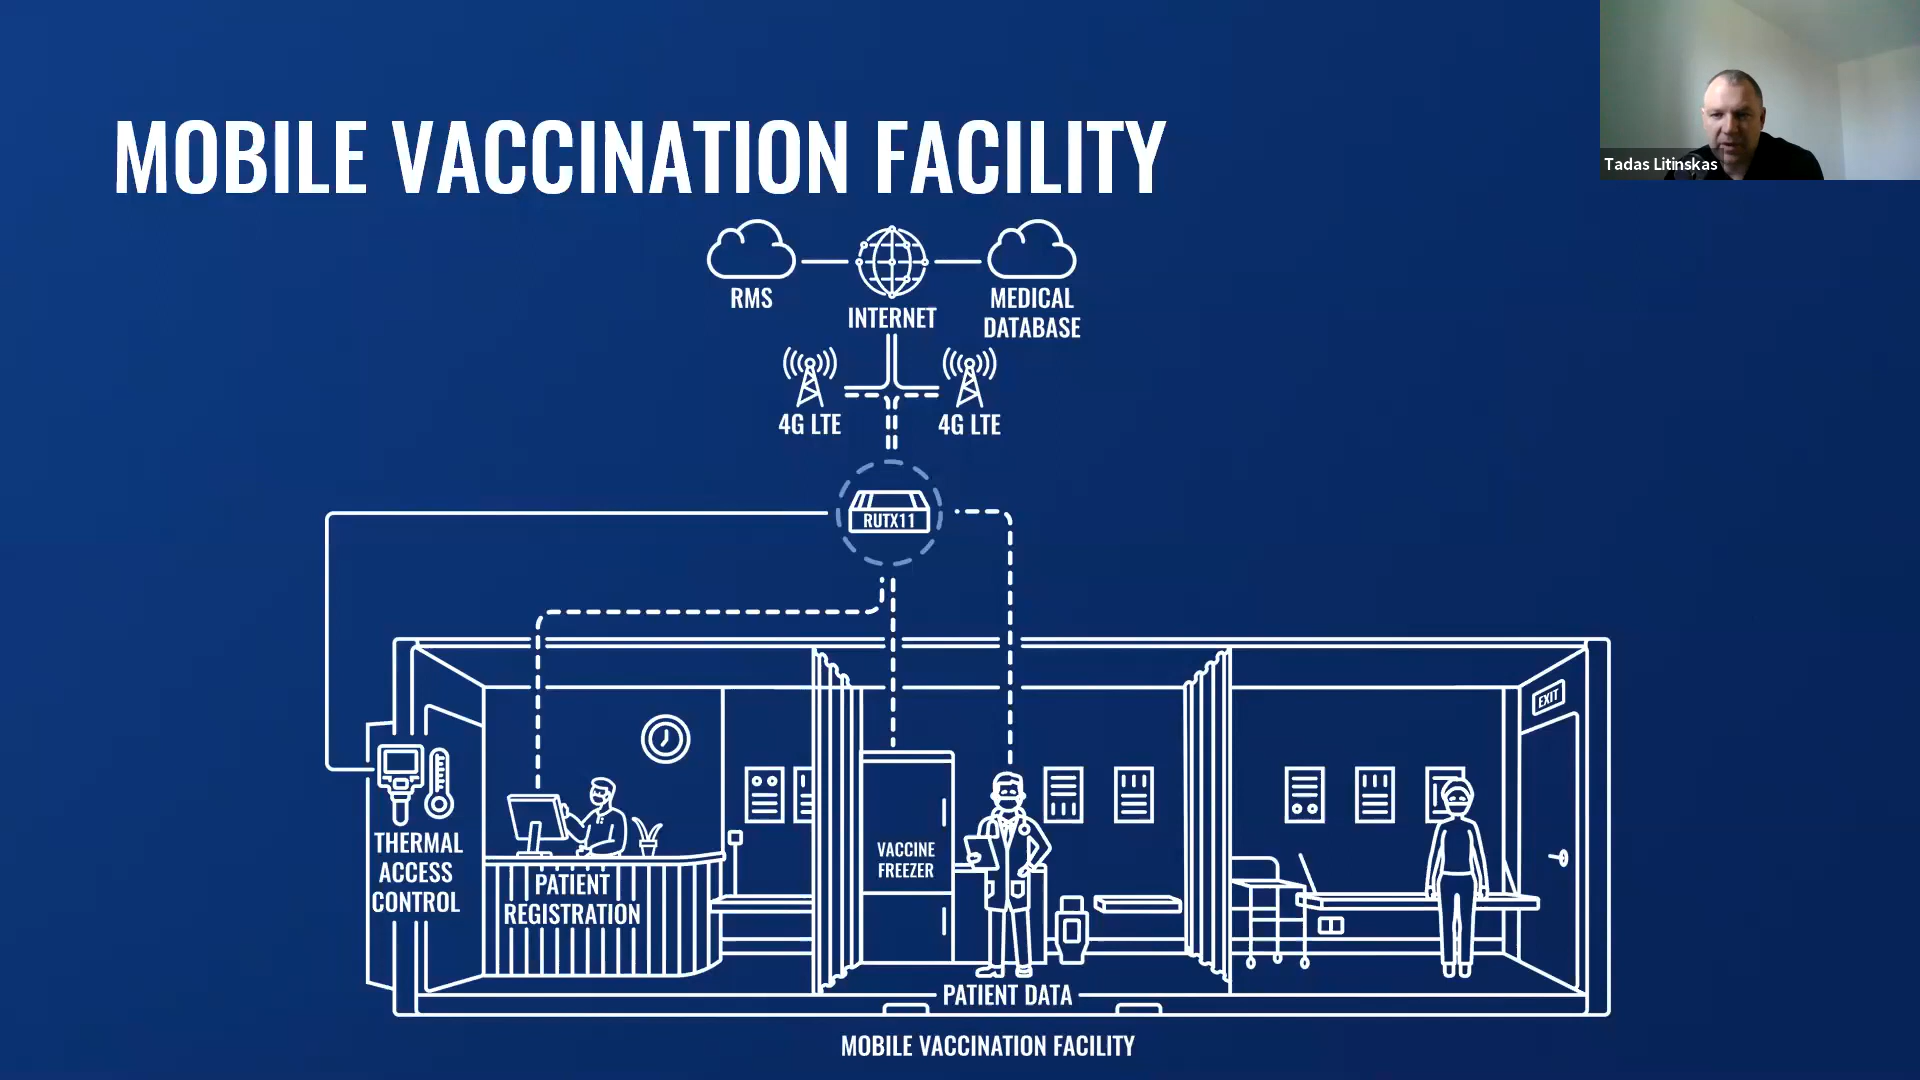 MOBILE VACCINATION FACILITY
Tadas Litinskas
RMS
INTERNET
MEDICAL
DATABASE
4G LTE
4G LTE
RUTX11
EXIT
THERMAL
ACCESS
CONTROL
PATIENT
REGISTRATION
VACCINE
FREEZER
PATIENT DATA
MOBILE VACCINATION FACILITY